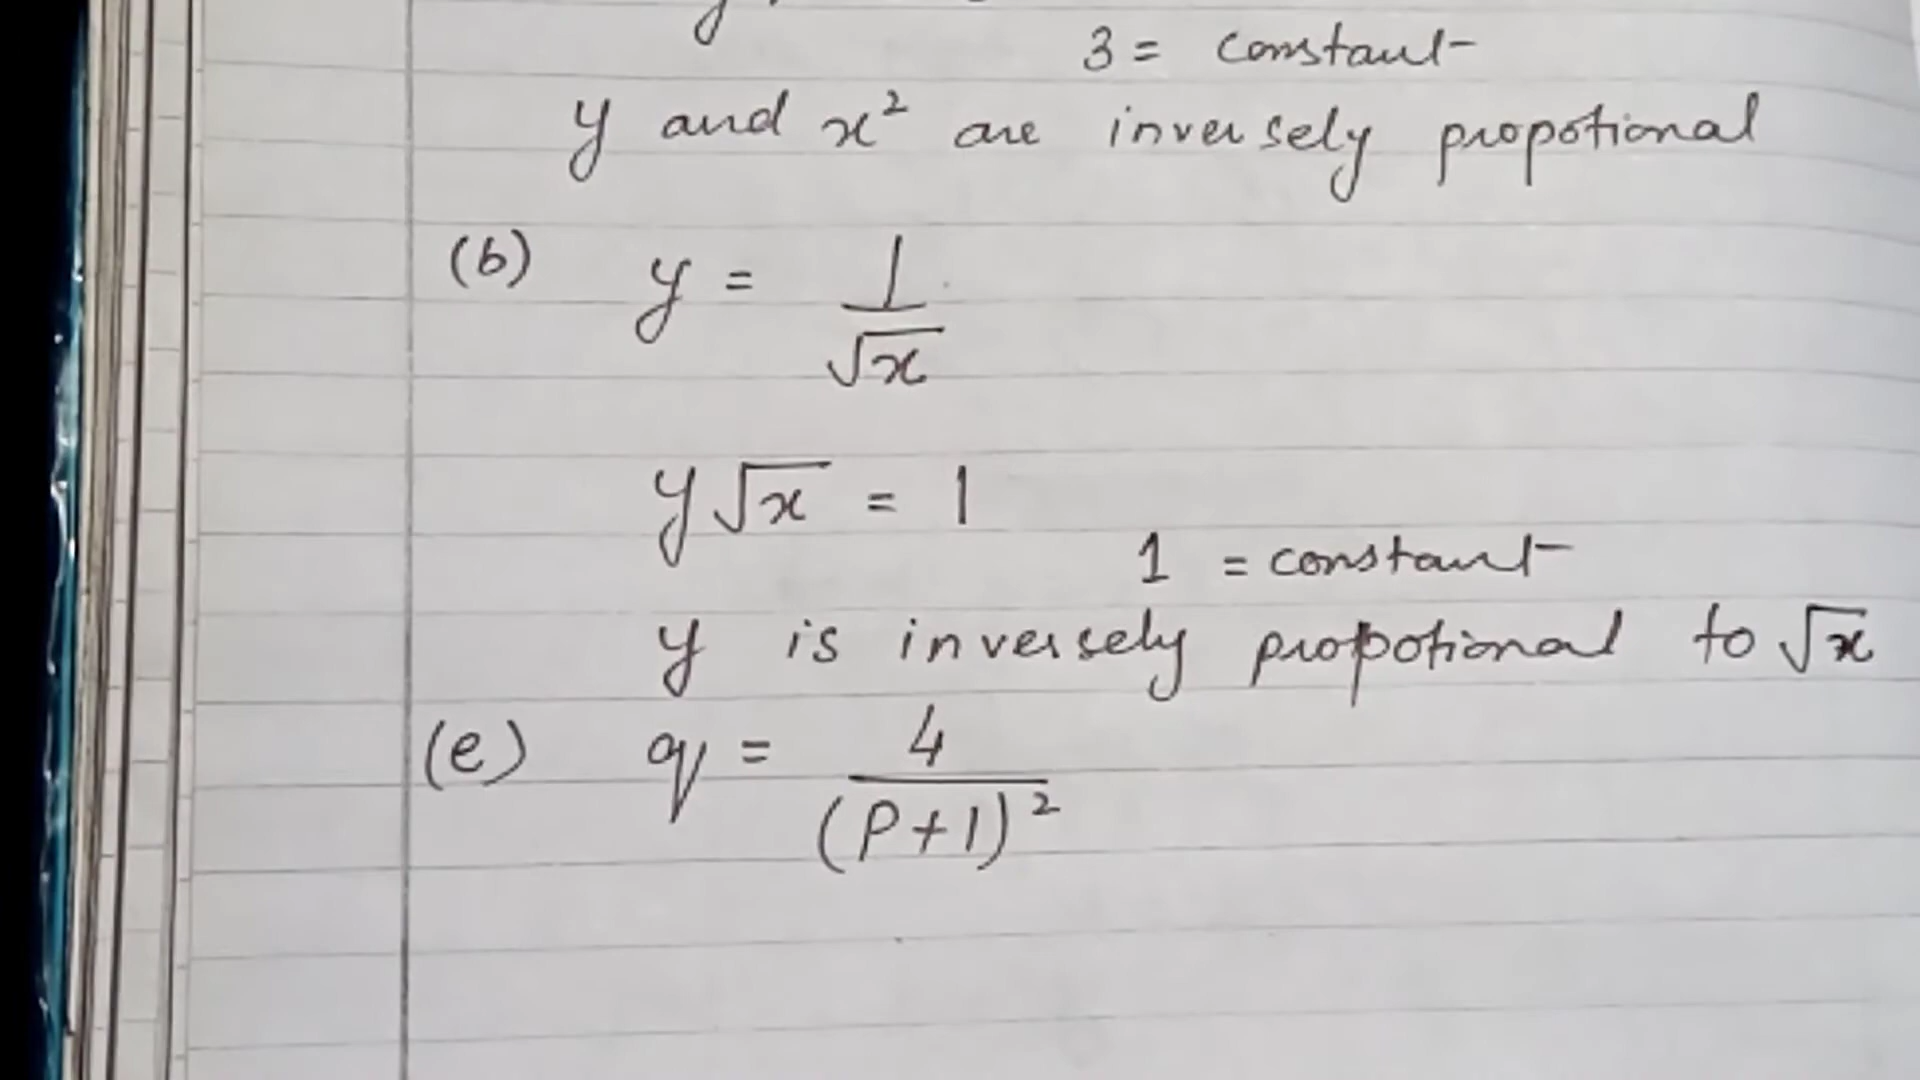 y
3 = constant
y and x² are inversely propotional
(b) y = 1/√x
y√x = 1
1 = constant
y is inversely propotional to √x
(e) q = 4/(P+1)²